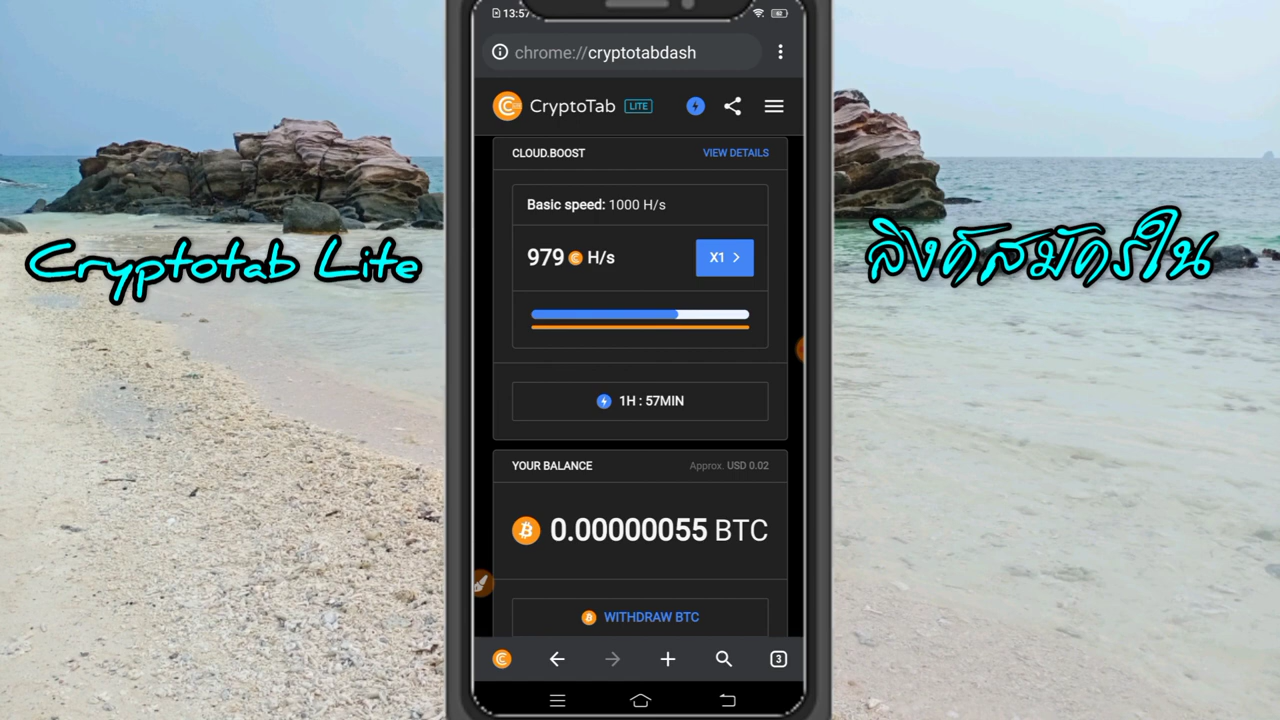 13:57
62
chrome://cryptotabdash
CryptoTab LITE
CLOUD.BOOST VIEW DETAILS
Basic speed: 1000 H/s
979 H/s X1
1H : 57MIN
YOUR BALANCE Approx. USD 0.02
0.00000055 BTC
WITHDRAW BTC
3
Cryptotab Lite
ลิงค์สมัครใน